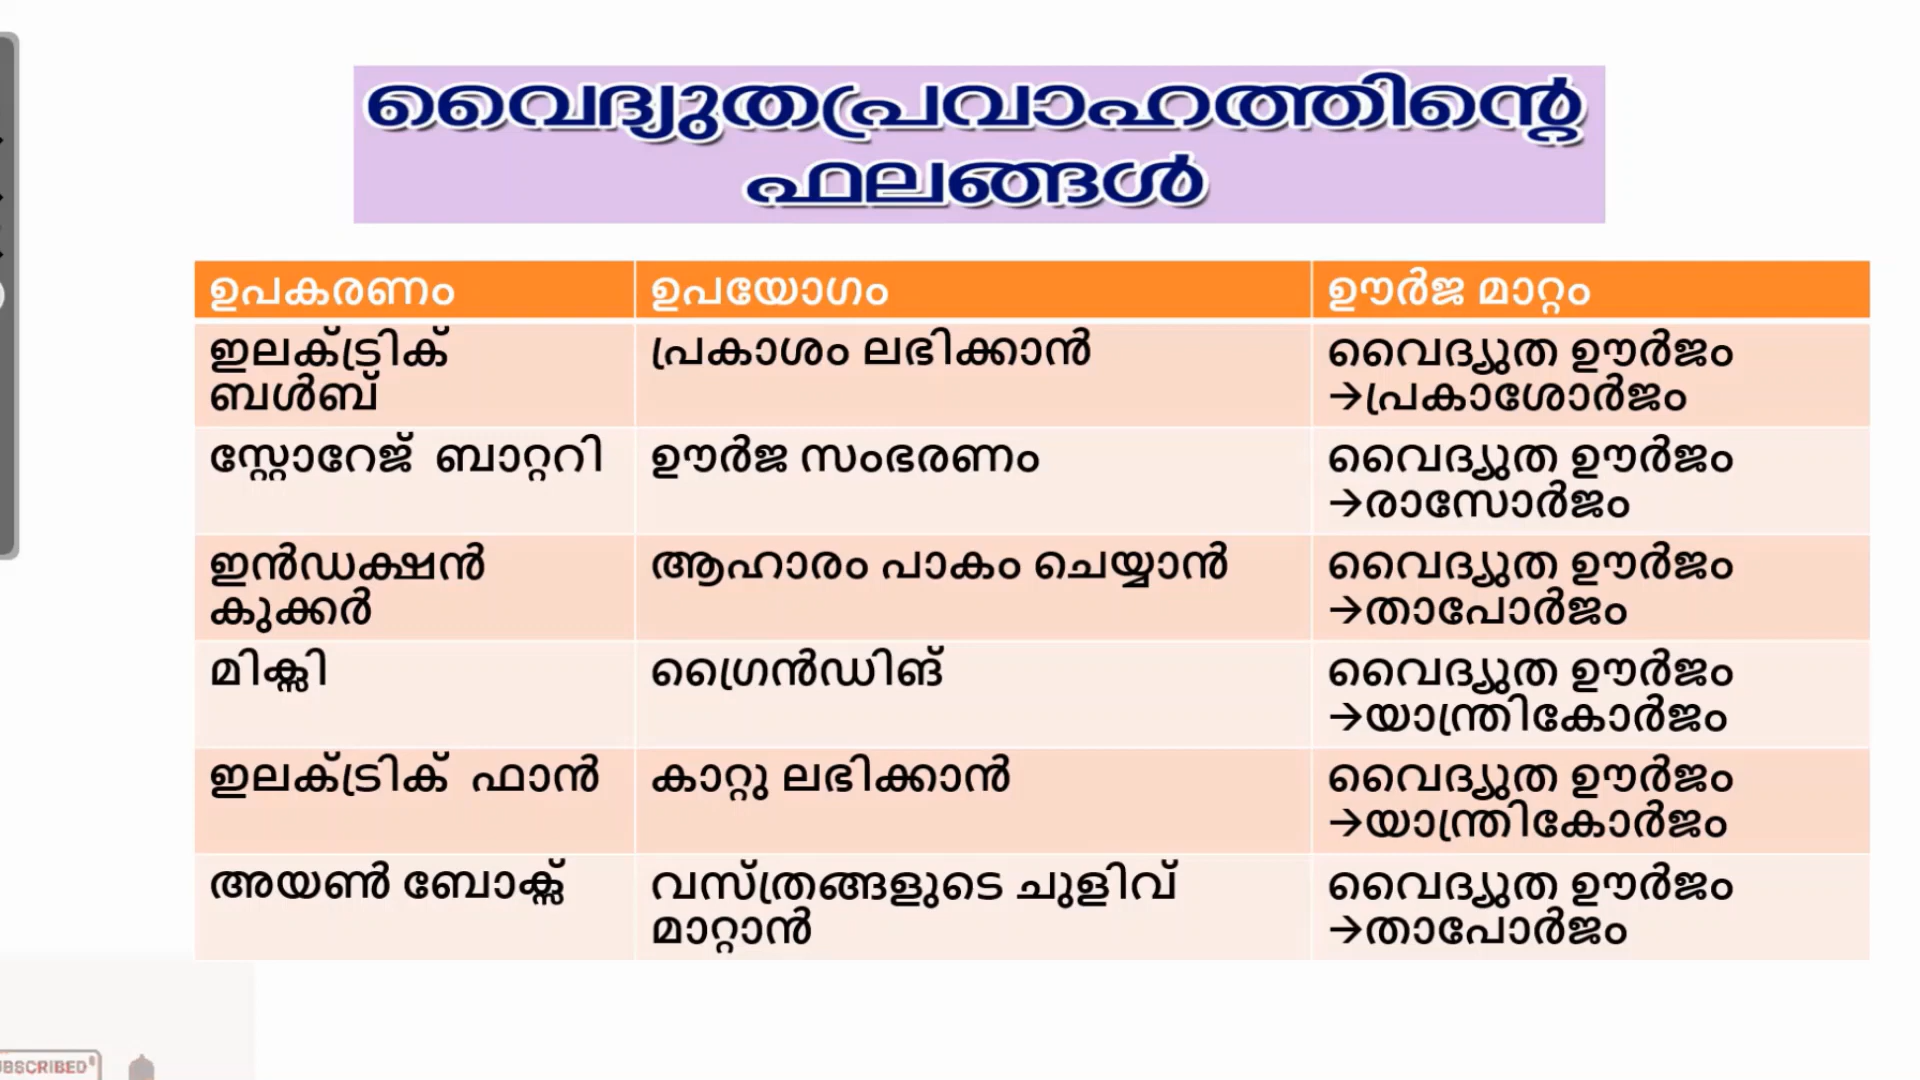 വൈദ്യുതപ്രവാഹത്തിന്റെ
ഫലങ്ങൾ
ഉപകരണം ഉപയോഗം ഊർജ മാറ്റം
ഇലക്ട്രിക് പ്രകാശം ലഭിക്കാൻ വൈദ്യുത ഊർജം
ബൾബ് →പ്രകാശോർജം
സ്റ്റോറേജ് ബാറ്ററി ഊർജ സംഭരണം വൈദ്യുത ഊർജം
→രാസോർജം
ഇൻഡക്ഷൻ ആഹാരം പാകം ചെയ്യാൻ വൈദ്യുത ഊർജം
കുക്കർ →താപോർജം
മിക്സി ഗ്രൈൻഡിങ് വൈദ്യുത ഊർജം
→യാന്ത്രികോർജം
ഇലക്ട്രിക് ഫാൻ കാറ്റു ലഭിക്കാൻ വൈദ്യുത ഊർജം
→യാന്ത്രികോർജം
അയൺ ബോക്സ് വസ്ത്രങ്ങളുടെ ചുളിവ് വൈദ്യുത ഊർജം
മാറ്റാൻ →താപോർജം
UBSCRIBED